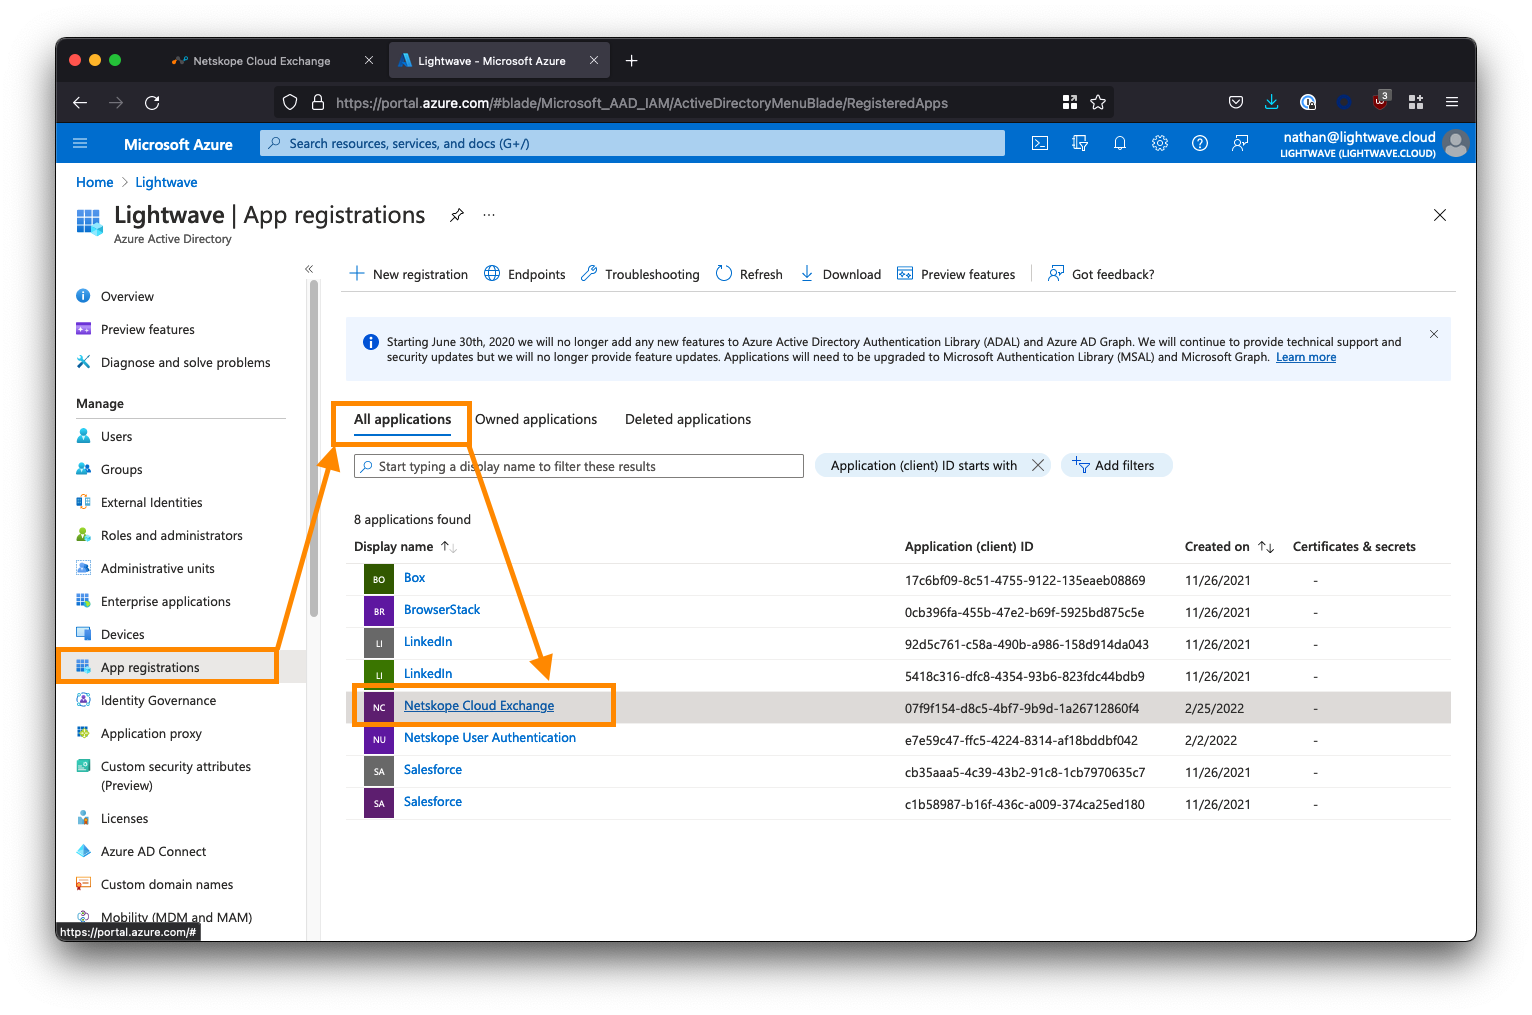 Netskope Cloud Exchange
Lightwave - Microsoft Azure
https://portal.azure.com/#blade/Microsoft_AAD_IAM/ActiveDirectoryMenuBlade/RegisteredApps
3
Microsoft Azure
Search resources, services, and docs (G+/)
nathan@lightwave.cloud
LIGHTWAVE (LIGHTWAVE.CLOUD)
Home > Lightwave
Lightwave | App registrations
Azure Active Directory
Overview
Preview features
Diagnose and solve problems
Manage
Users
Groups
External Identities
Roles and administrators
Administrative units
Enterprise applications
Devices
App registrations
Identity Governance
Application proxy
Custom security attributes
(Preview)
Licenses
Azure AD Connect
Custom domain names
Mobility (MDM and MAM)
https://portal.azure.com/#
New registration Endpoints Troubleshooting Refresh Download Preview features Got feedback?
Starting June 30th, 2020 we will no longer add any new features to Azure Active Directory Authentication Library (ADAL) and Azure AD Graph. We will continue to provide technical support and
security updates but we will no longer provide feature updates. Applications will need to be upgraded to Microsoft Authentication Library (MSAL) and Microsoft Graph. Learn more
All applications Owned applications Deleted applications
Start typing a display name to filter these results
Application (client) ID starts with
Add filters
8 applications found
Display name Application (client) ID Created on Certificates & secrets
BO Box 17c6bf09-8c51-4755-9122-135eaeb08869 11/26/2021 -
BR BrowserStack 0cb396fa-455b-47e2-b69f-5925bd875c5e 11/26/2021 -
LI LinkedIn 92d5c761-c58a-490b-a986-158d914da043 11/26/2021 -
LI LinkedIn 5418c316-dfc8-4354-93b6-823fdc44bdb9 11/26/2021 -
NC Netskope Cloud Exchange 07f9f154-d8c5-4bf7-9b9d-1a26712860f4 2/25/2022 -
NU Netskope User Authentication e7e59c47-ffc5-4224-8314-af18bddbf042 2/2/2022 -
SA Salesforce cb35aaa5-4c39-43b2-91c8-1cb7970635c7 11/26/2021 -
SA Salesforce c1b58987-b16f-436c-a009-374ca25ed180 11/26/2021 -